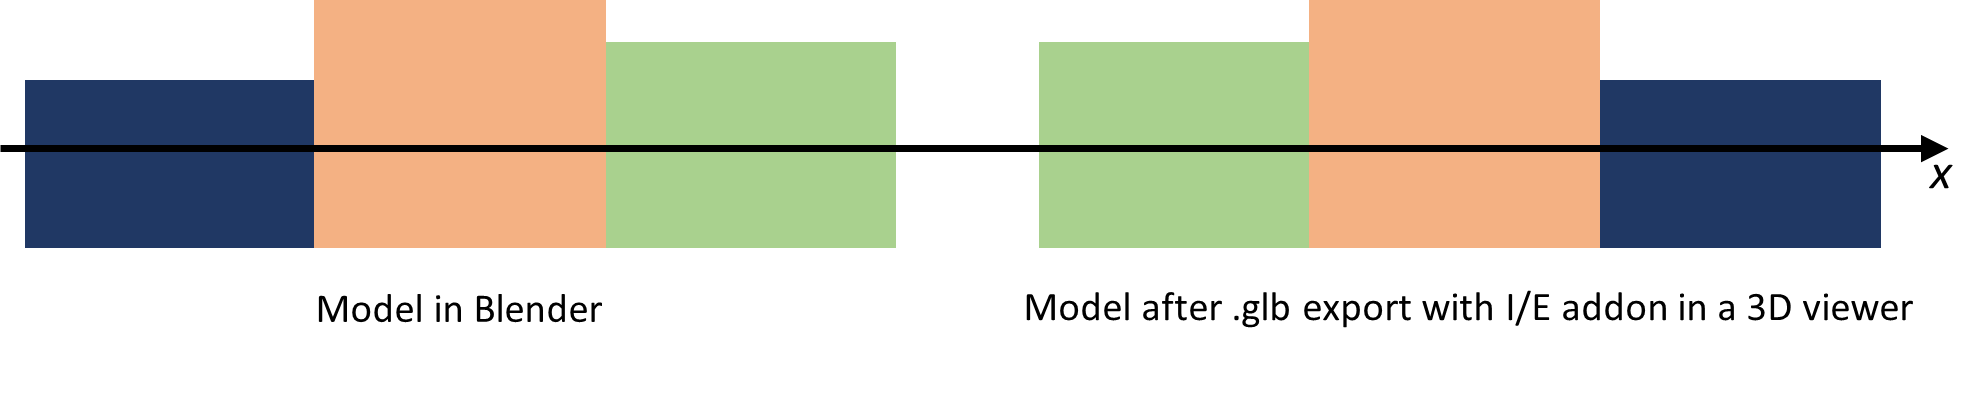 x
Model in Blender
Model after .glb export with I/E addon in a 3D viewer